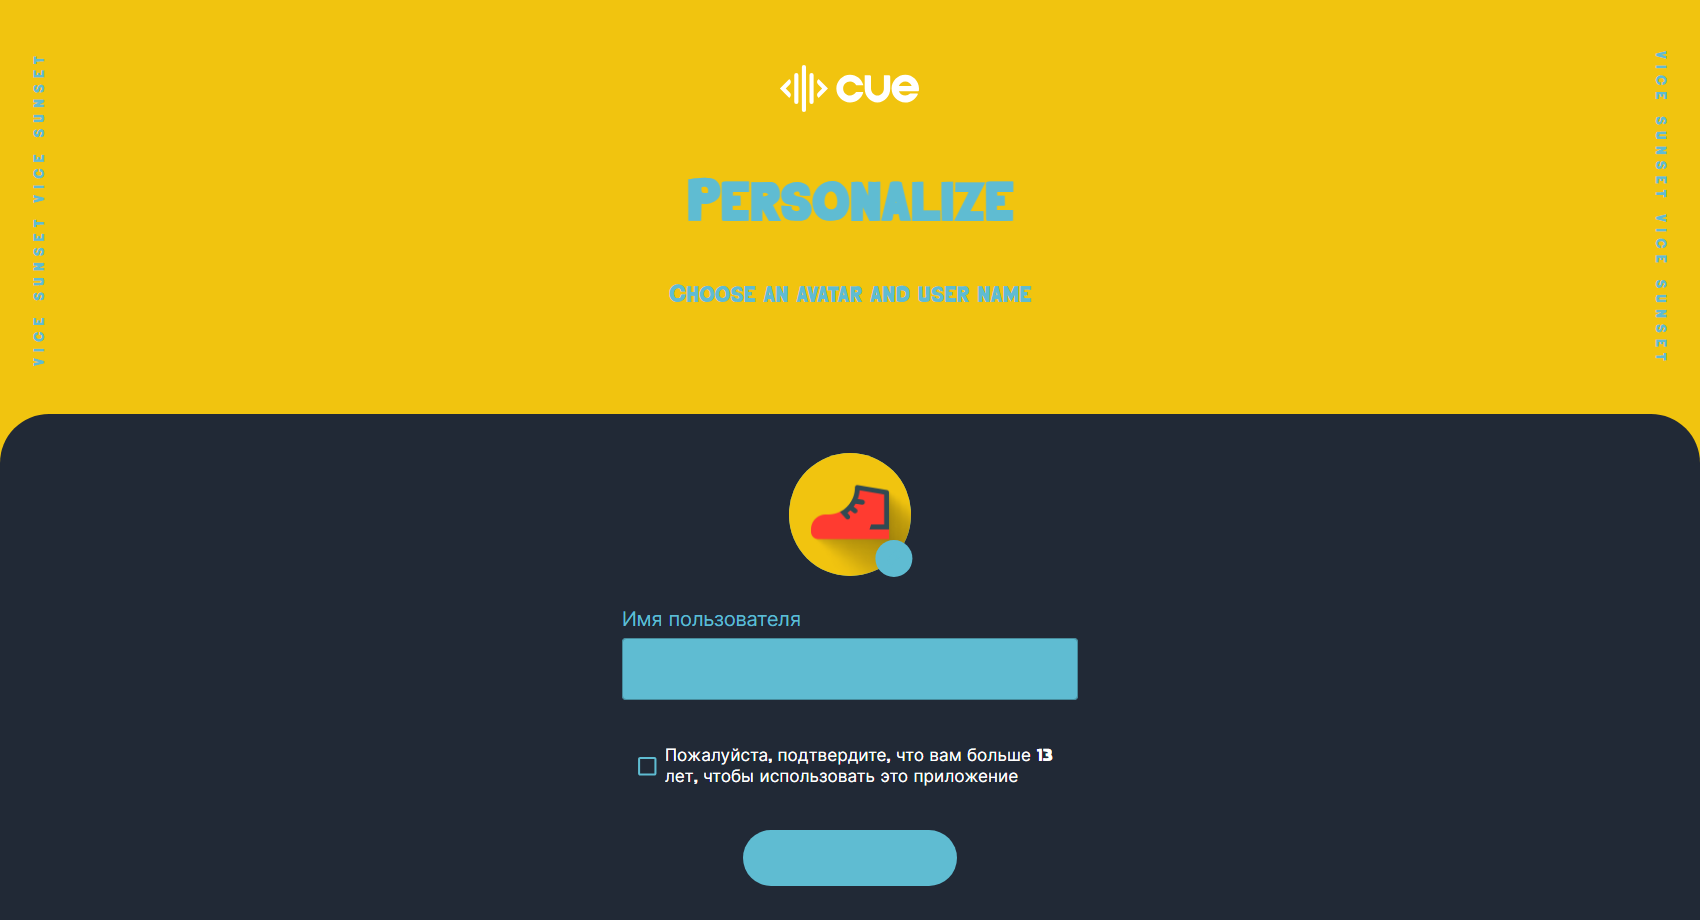 cue
VICE SUNSET VICE SUNSET
VICE SUNSET VICE SUNSET
Personalize
Choose an avatar and user name
Имя пользователя
Пожалуйста, подтвердите, что вам больше 13
лет, чтобы использовать это приложение